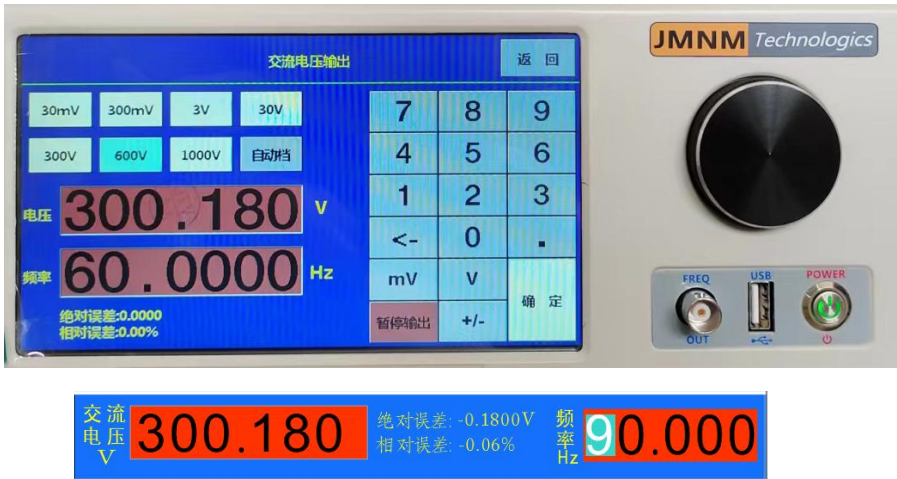 JMNM Technologics
交流电压输出
返 回
30mV 300mV 3V 30V
300V 600V 1000V 自动档
7 8 9
4 5 6
1 2 3
<- 0 .
mV V
确 定
暂停输出 +/-
电压 300.180 V
频率 60.0000 Hz
绝对误差:0.0000
相对误差:0.00%
FREQ USB POWER
OUT
交流电压V 300.180
绝对误差: -0.1800V
相对误差: -0.06%
频率Hz 90.000